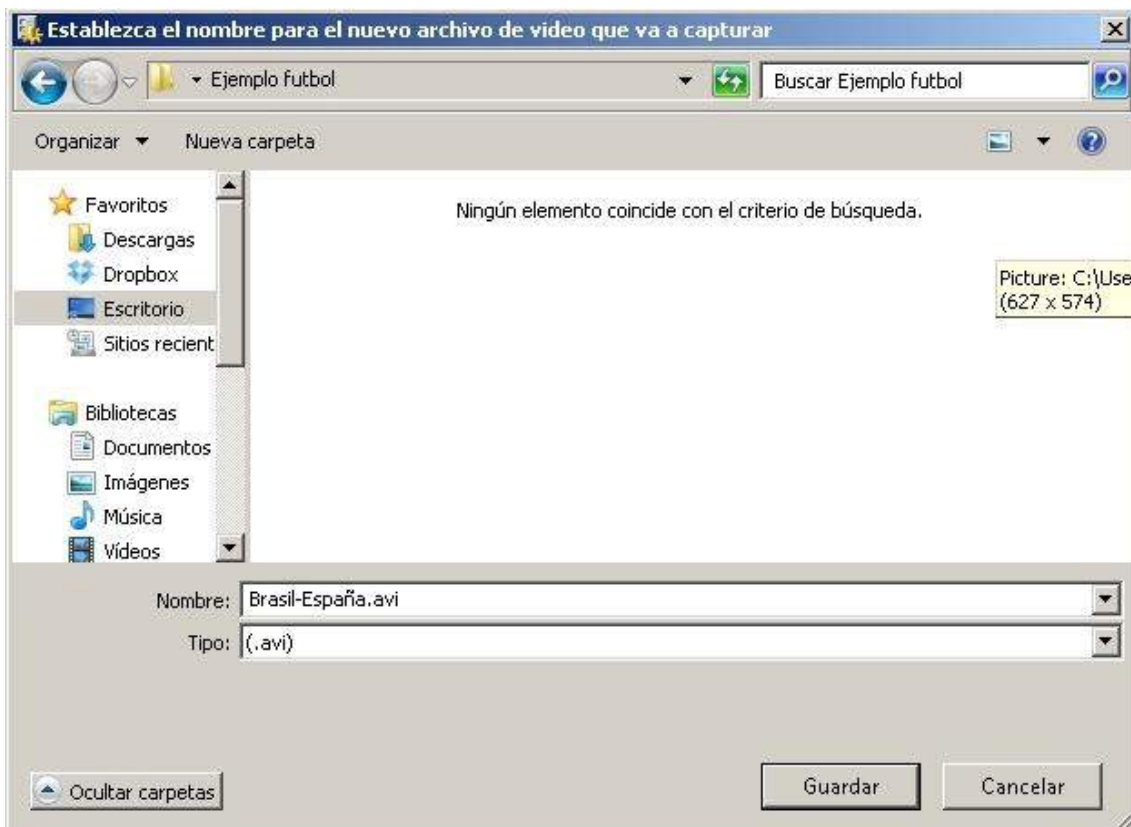 Establezca el nombre para el nuevo archivo de video que va a capturar
Ejemplo futbol
Buscar Ejemplo futbol
Organizar
Nueva carpeta
Favoritos
Descargas
Dropbox
Escritorio
Sitios recient
Bibliotecas
Documentos
Imágenes
Música
Vídeos
Ningún elemento coincide con el criterio de búsqueda.
Picture: C:\Use
(627 x 574)
Nombre: Brasil-España.avi
Tipo: (.avi)
Ocultar carpetas
Guardar
Cancelar